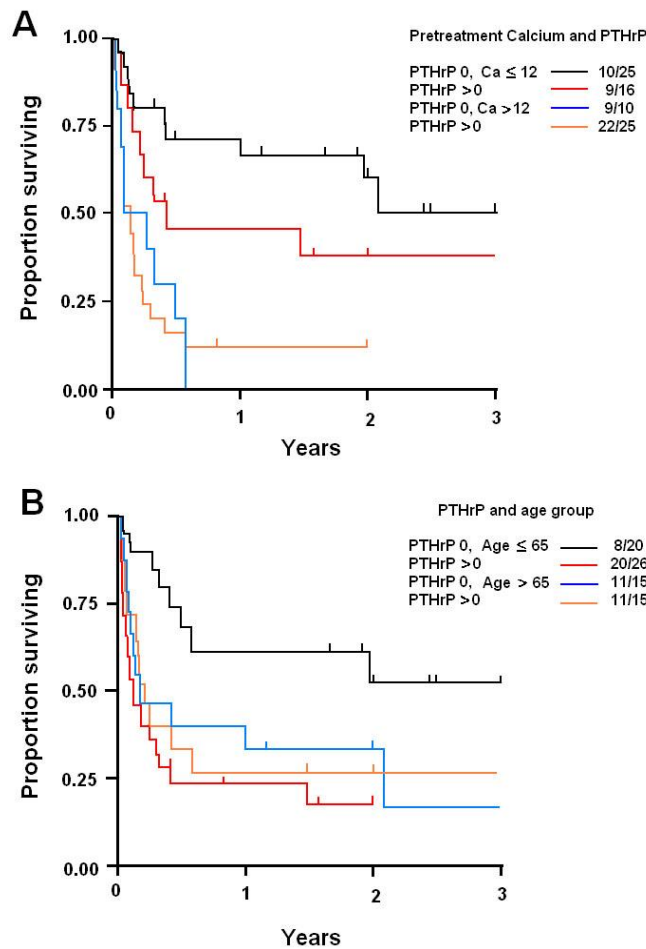 A
Pretreatment Calcium and PTHrP
PTHrP 0, Ca ≤ 12 10/25
PTHrP >0 9/16
PTHrP 0, Ca >12 9/10
PTHrP >0 22/25
Proportion surviving
1.00
0.75
0.50
0.25
0.00
0 1 2 3
Years
B
PTHrP and age group
PTHrP 0, Age ≤ 65 8/20
PTHrP >0 20/26
PTHrP 0, Age > 65 11/15
PTHrP >0 11/15
Proportion surviving
1.00
0.75
0.50
0.25
0.00
0 1 2 3
Years